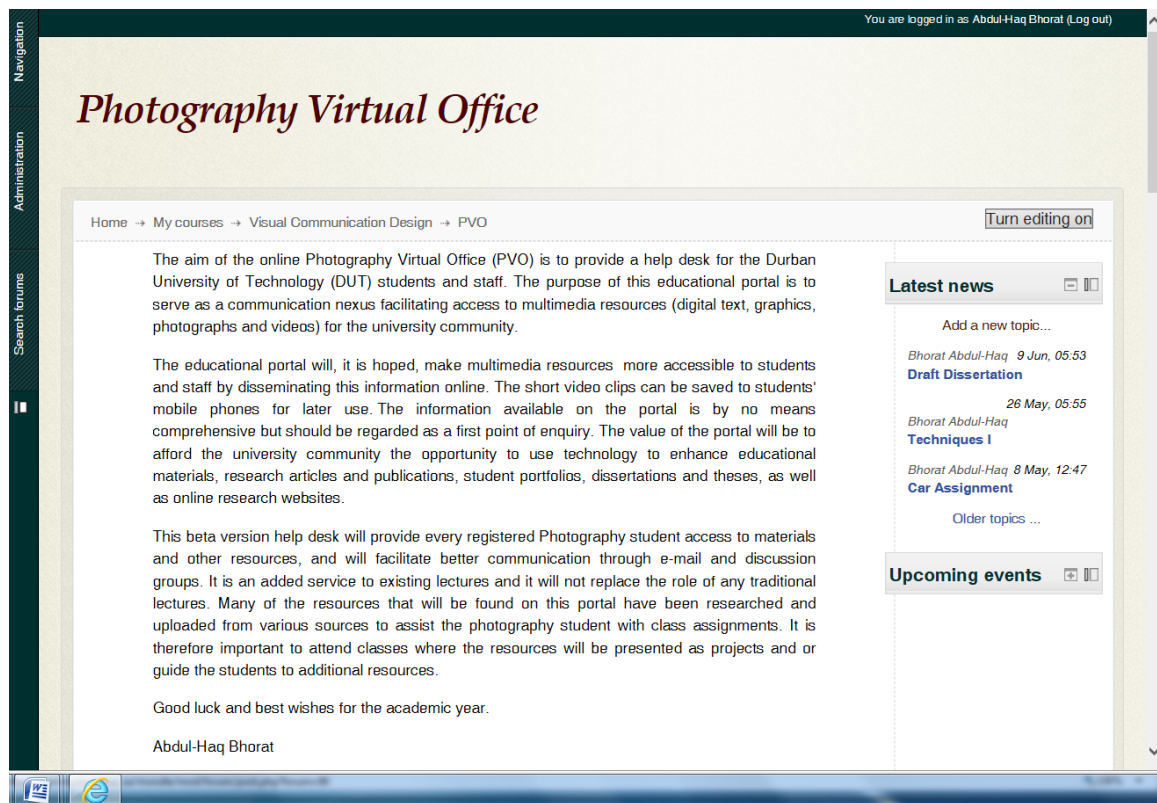 You are logged in as Abdul-Haq Bhorat (Log out)
Navigation
Administration
Search forums
Photography Virtual Office
Home ⇢ My courses ⇢ Visual Communication Design ⇢ PVO
Turn editing on
The aim of the online Photography Virtual Office (PVO) is to provide a help desk for the Durban
University of Technology (DUT) students and staff. The purpose of this educational portal is to
serve as a communication nexus facilitating access to multimedia resources (digital text, graphics,
photographs and videos) for the university community.
The educational portal will, it is hoped, make multimedia resources more accessible to students
and staff by disseminating this information online. The short video clips can be saved to students'
mobile phones for later use. The information available on the portal is by no means
comprehensive but should be regarded as a first point of enquiry. The value of the portal will be to
afford the university community the opportunity to use technology to enhance educational
materials, research articles and publications, student portfolios, dissertations and theses, as well
as online research websites.
This beta version help desk will provide every registered Photography student access to materials
and other resources, and will facilitate better communication through e-mail and discussion
groups. It is an added service to existing lectures and it will not replace the role of any traditional
lectures. Many of the resources that will be found on this portal have been researched and
uploaded from various sources to assist the photography student with class assignments. It is
therefore important to attend classes where the resources will be presented as projects and or
guide the students to additional resources.
Good luck and best wishes for the academic year.
Abdul-Haq Bhorat
Latest news
Add a new topic...
Bhorat Abdul-Haq 9 Jun, 05:53
Draft Dissertation
26 May, 05:55
Bhorat Abdul-Haq
Techniques I
Bhorat Abdul-Haq 8 May, 12:47
Car Assignment
Older topics ...
Upcoming events